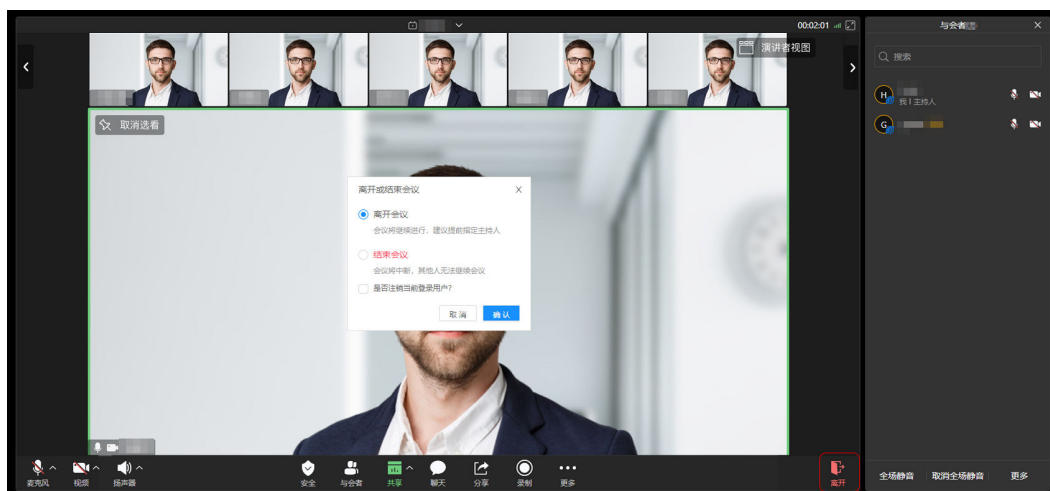 00:02:01
演讲者视图
取消选看
离开或结束会议
离开会议
会议将继续进行，建议提前指定主持人
结束会议
会议将中断，其他人无法继续会议
是否注销当前登录用户?
取消 确认
麦克风 视频 扬声器 安全 与会者 共享 聊天 分享 录制 更多 离开
与会者
搜索
H
我 | 主持人
G
全场静音 取消全场静音 更多